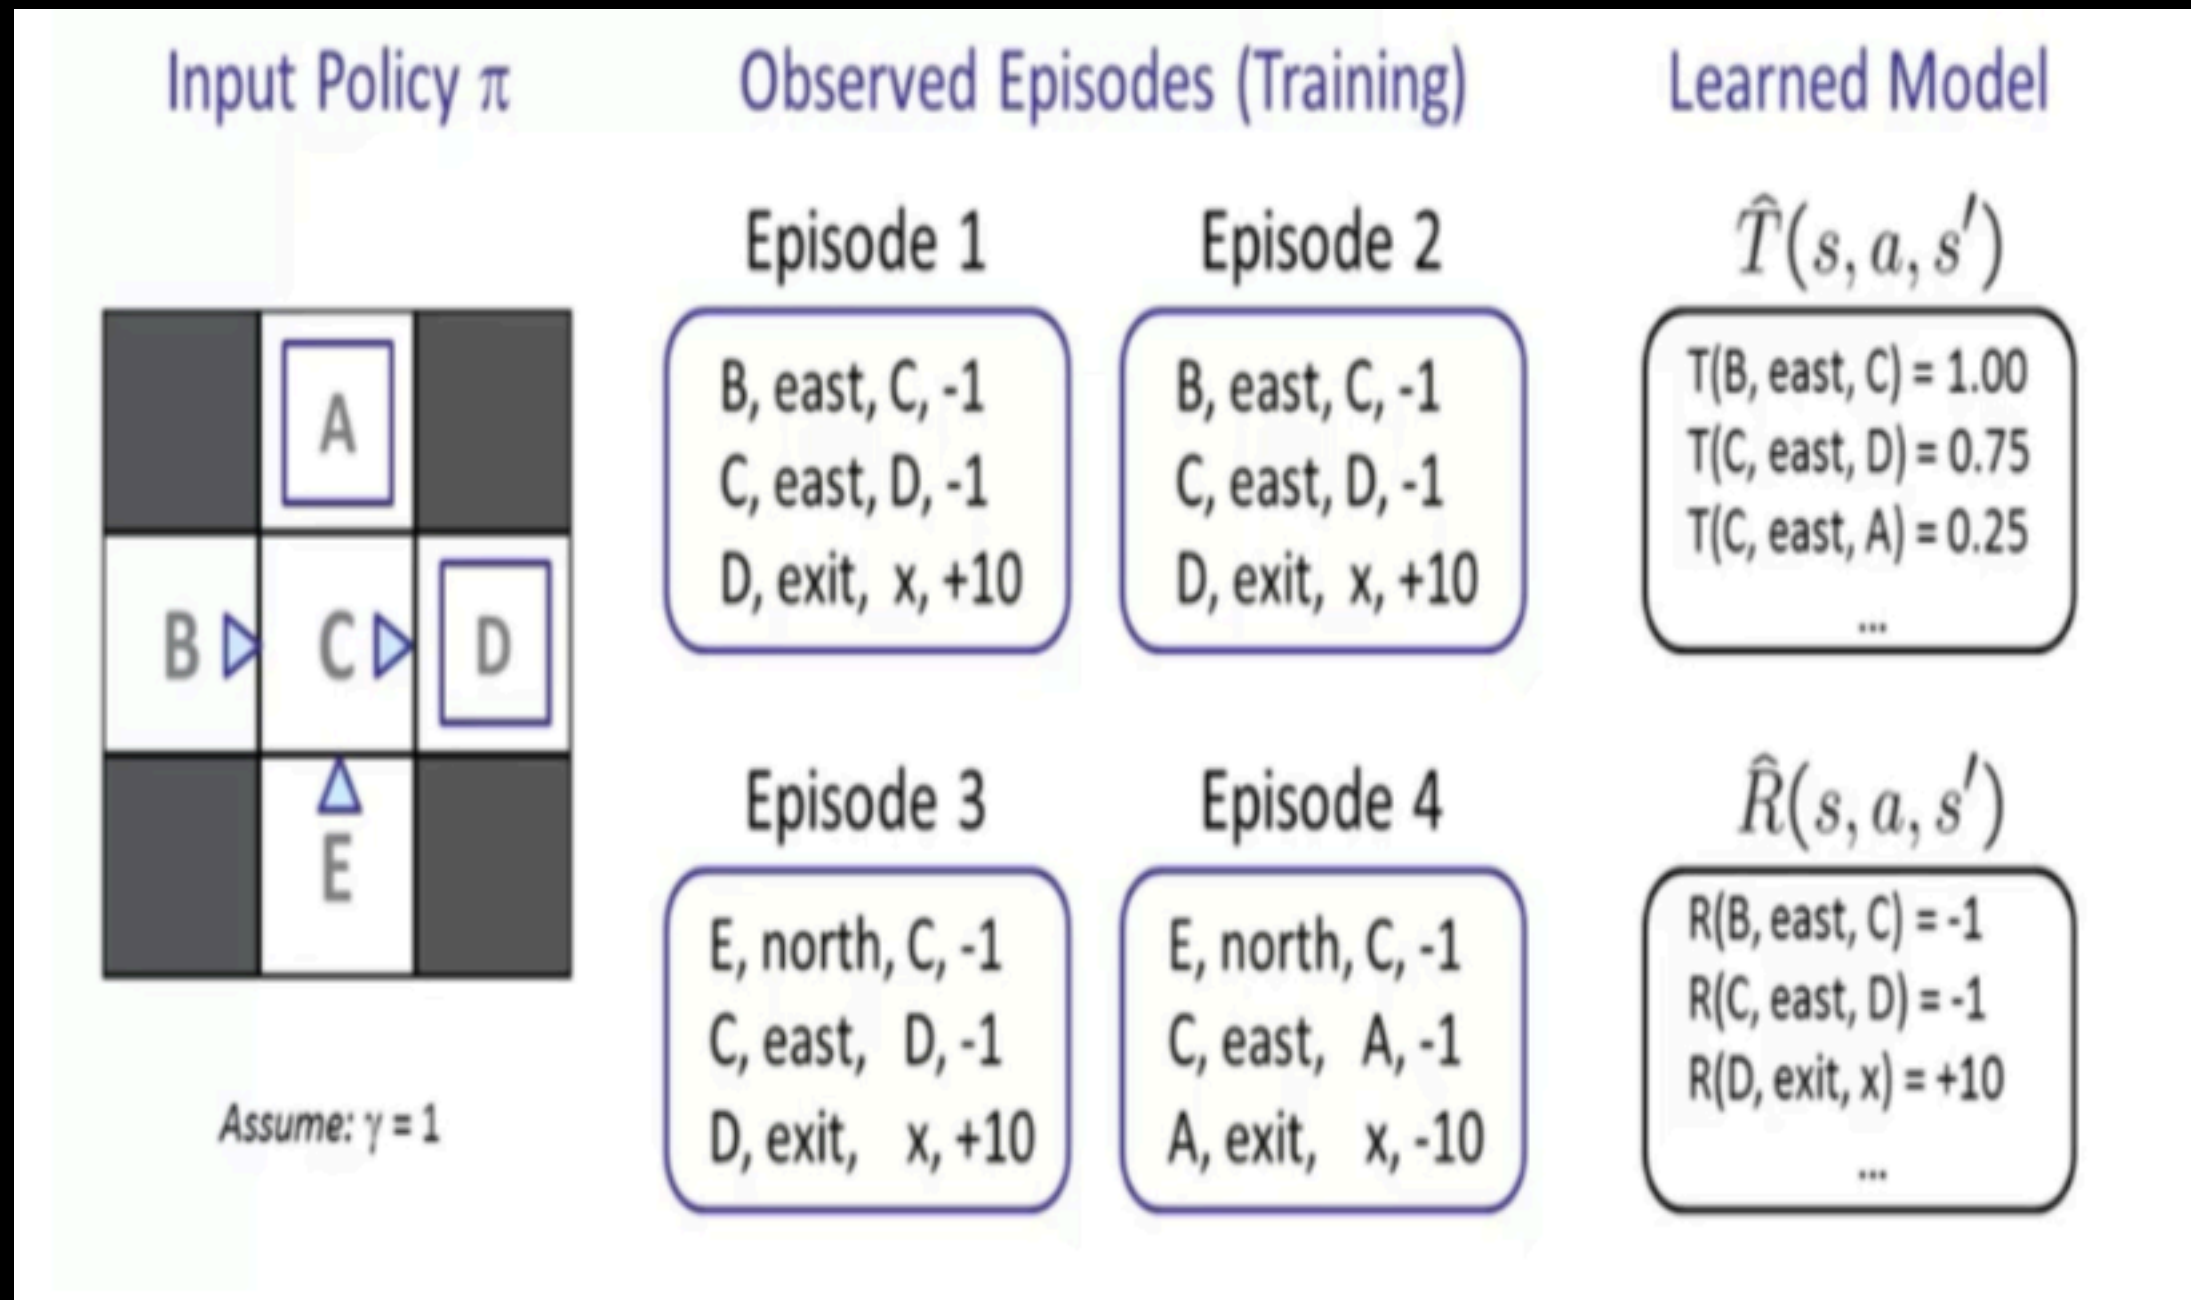 Input Policy π
Observed Episodes (Training)
Learned Model
A
B
C
D
E
Assume: γ = 1
Episode 1
B, east, C, -1
C, east, D, -1
D, exit, x, +10
Episode 2
B, east, C, -1
C, east, D, -1
D, exit, x, +10
Episode 3
E, north, C, -1
C, east, D, -1
D, exit, x, +10
Episode 4
E, north, C, -1
C, east, A, -1
A, exit, x, -10
T̂(s, a, s′)
T(B, east, C) = 1.00
T(C, east, D) = 0.75
T(C, east, A) = 0.25
...
R̂(s, a, s′)
R(B, east, C) = -1
R(C, east, D) = -1
R(D, exit, x) = +10
...